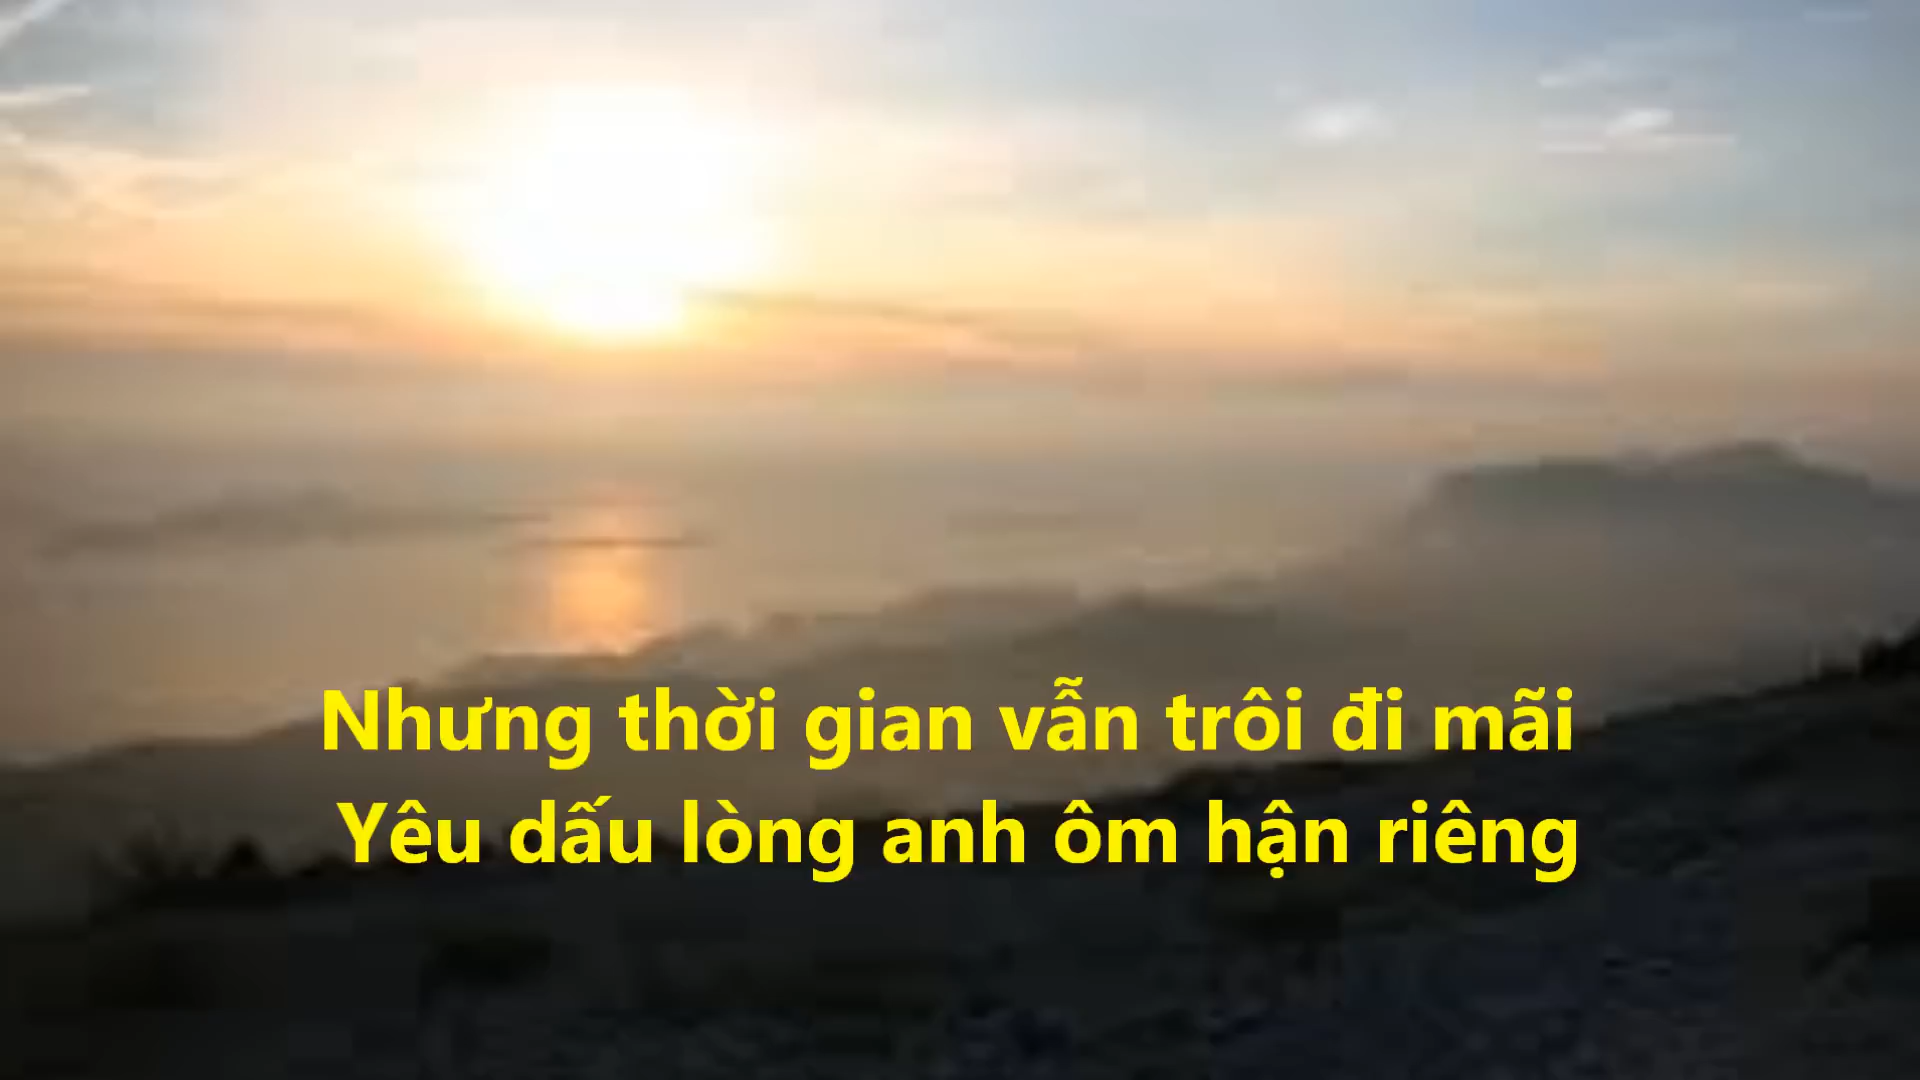 Nhưng thời gian vẫn trôi đi mãi
Yêu dấu lòng anh ôm hận riêng